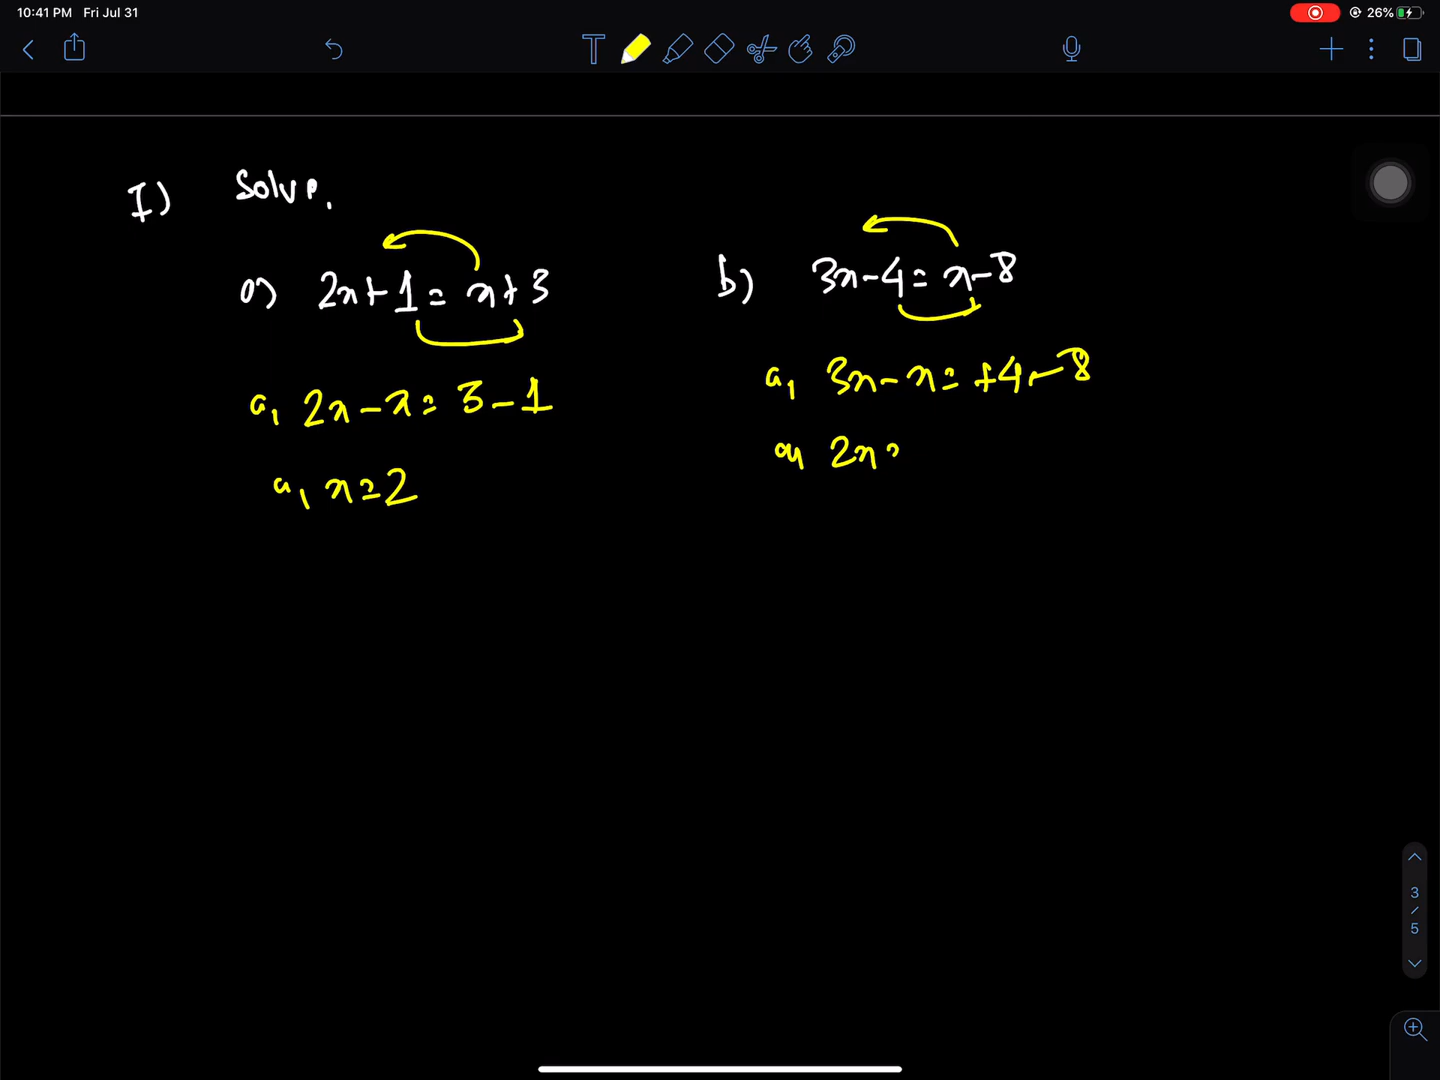 10:41 PM Fri Jul 31
26%
I) Solve.
a) 2x+1= x+3
a, 2x-x= 3-1
a, x=2
b) 3x-4= x-8
a, 3x-x= +4-8
a, 2x=
3
/
5